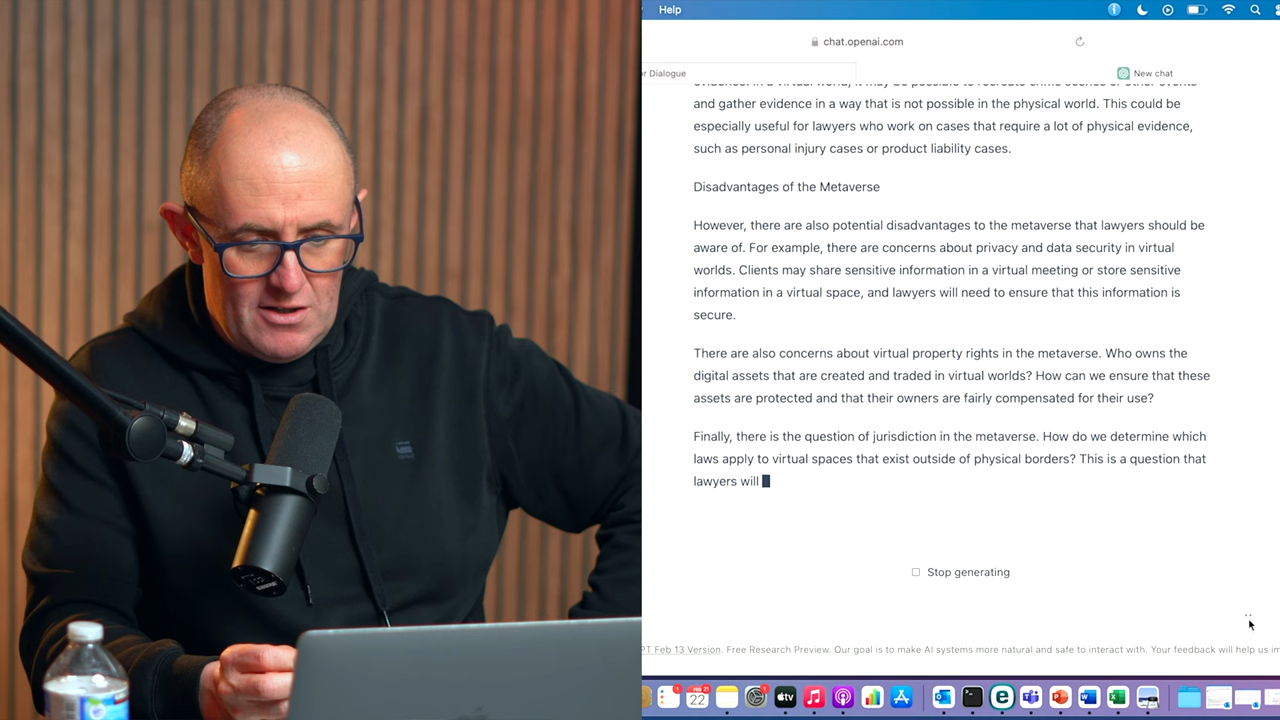 Help
chat.openai.com
r Dialogue
New chat
and gather evidence in a way that is not possible in the physical world. This could be
especially useful for lawyers who work on cases that require a lot of physical evidence,
such as personal injury cases or product liability cases.
Disadvantages of the Metaverse
However, there are also potential disadvantages to the metaverse that lawyers should be
aware of. For example, there are concerns about privacy and data security in virtual
worlds. Clients may share sensitive information in a virtual meeting or store sensitive
information in a virtual space, and lawyers will need to ensure that this information is
secure.
There are also concerns about virtual property rights in the metaverse. Who owns the
digital assets that are created and traded in virtual worlds? How can we ensure that these
assets are protected and that their owners are fairly compensated for their use?
Finally, there is the question of jurisdiction in the metaverse. How do we determine which
laws apply to virtual spaces that exist outside of physical borders? This is a question that
lawyers will
Stop generating
PT Feb 13 Version. Free Research Preview. Our goal is to make AI systems more natural and safe to interact with. Your feedback will help us im
FEB
22
tv